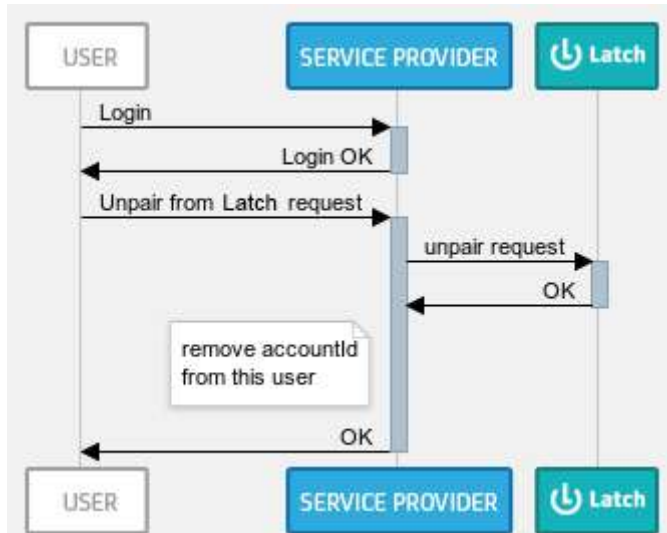 USER
SERVICE PROVIDER
Latch
Login
Login OK
Unpair from Latch request
unpair request
OK
remove accountId
from this user
OK
USER
SERVICE PROVIDER
Latch